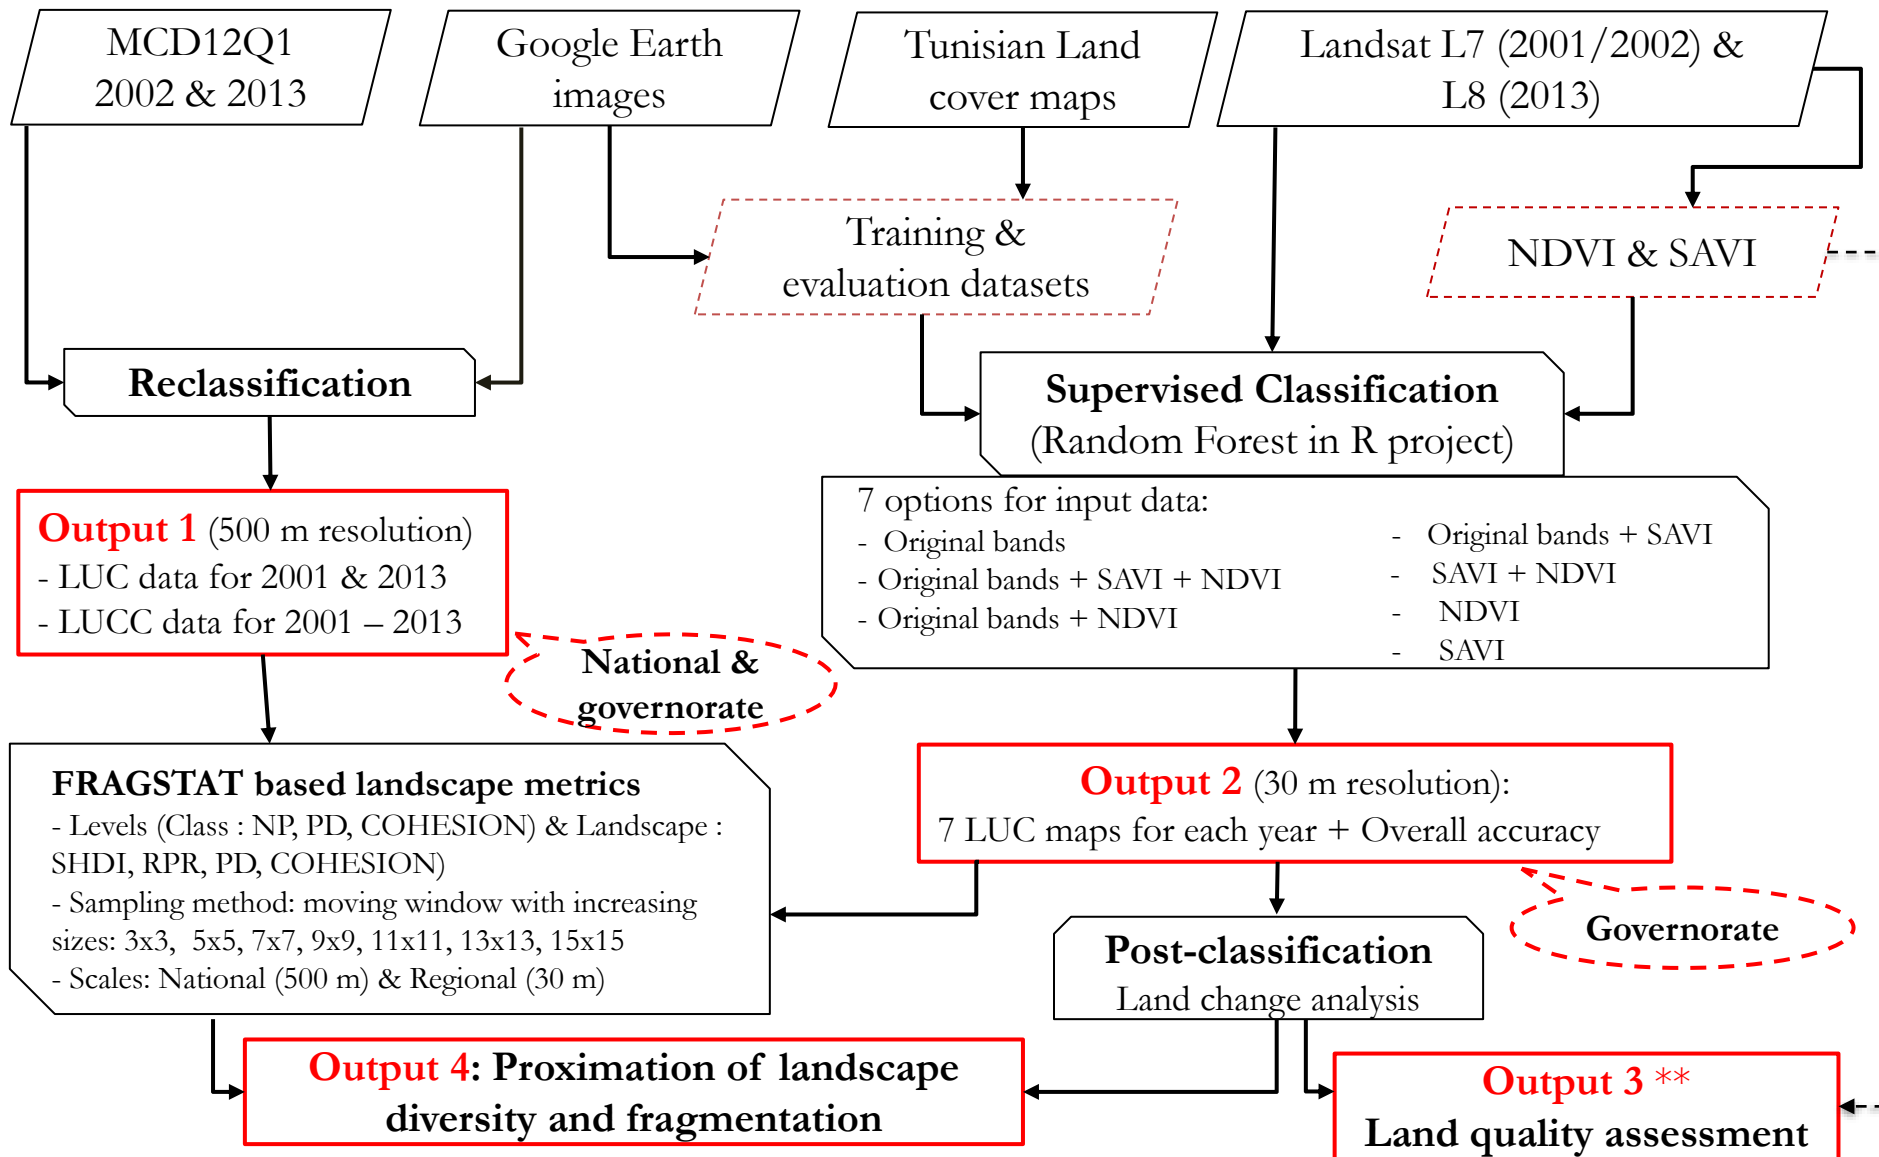 MCD12Q1
2002 & 2013
Google Earth
images
Tunisian Land
cover maps
Landsat L7 (2001/2002) &
L8 (2013)
Training &
evaluation datasets
NDVI & SAVI
Reclassification
Supervised Classification
(Random Forest in R project)
7 options for input data:
- Original bands
- Original bands + SAVI + NDVI
- Original bands + NDVI
- Original bands + SAVI
- SAVI + NDVI
- NDVI
- SAVI
Output 1 (500 m resolution)
- LUC data for 2001 & 2013
- LUCC data for 2001 – 2013
National &
governorate
FRAGSTAT based landscape metrics
- Levels (Class : NP, PD, COHESION) & Landscape :
SHDI, RPR, PD, COHESION)
- Sampling method: moving window with increasing
sizes: 3x3, 5x5, 7x7, 9x9, 11x11, 13x13, 15x15
- Scales: National (500 m) & Regional (30 m)
Output 2 (30 m resolution):
7 LUC maps for each year + Overall accuracy
Governorate
Post-classification
Land change analysis
Output 4: Proximation of landscape
diversity and fragmentation
Output 3 **
Land quality assessment